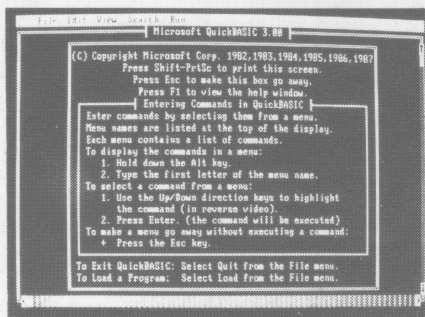 File Edit View Search Run
Microsoft QuickBASIC 3.00
(C) Copyright Microsoft Corp. 1982,1983,1984,1985,1986,1987
Press Shift-PrtSc to print this screen.
Press Esc to make this box go away.
Press F1 to view the help window.
Entering Commands in QuickBASIC
Enter commands by selecting them from a menu.
Menu names are listed at the top of the display.
Each menu contains a list of commands.
To display the commands in a menu:
1. Hold down the Alt key.
2. Type the first letter of the menu name.
To select a command from a menu:
1. Use the Up/Down direction keys to highlight
the command (in reverse video).
2. Press Enter. (the command will be executed)
To make a menu go away without executing a command:
+ Press the Esc key.
To Exit QuickBASIC: Select Quit from the File menu.
To Load a Program: Select Load from the File menu.